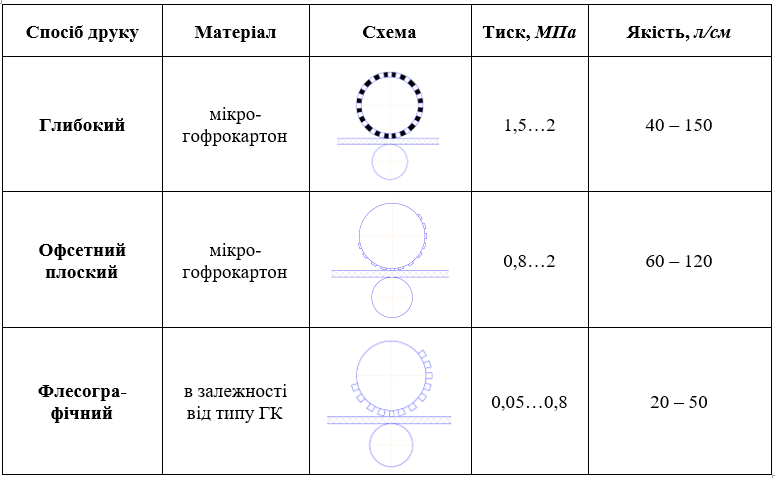 Спосіб друку Матеріал Схема Тиск, МПа Якість, л/см
Глибокий мікро-
гофрокартон 1,5…2 40 – 150
Офсетний
плоский мікро-
гофрокартон 0,8…2 60 – 120
Флесогра-
фічний в залежності
від типу ГК 0,05…0,8 20 – 50